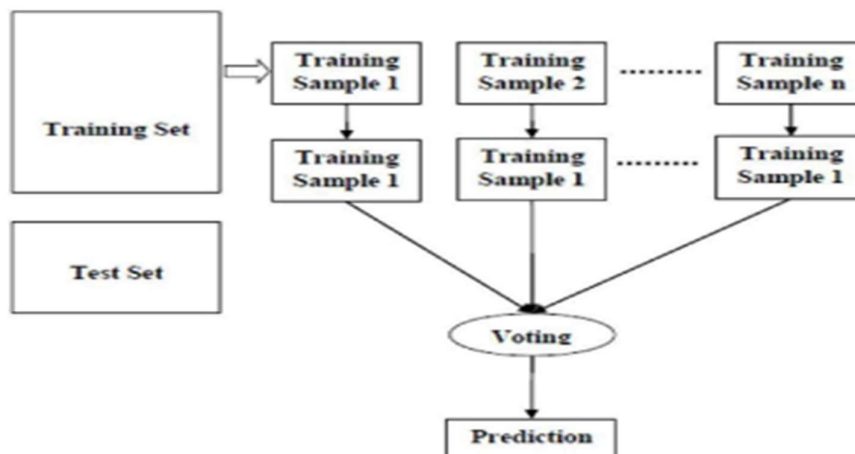 Training
Sample 1
Training
Sample 2
Training
Sample n
Training Set
Training
Sample 1
Training
Sample 1
Training
Sample 1
Test Set
Voting
Prediction